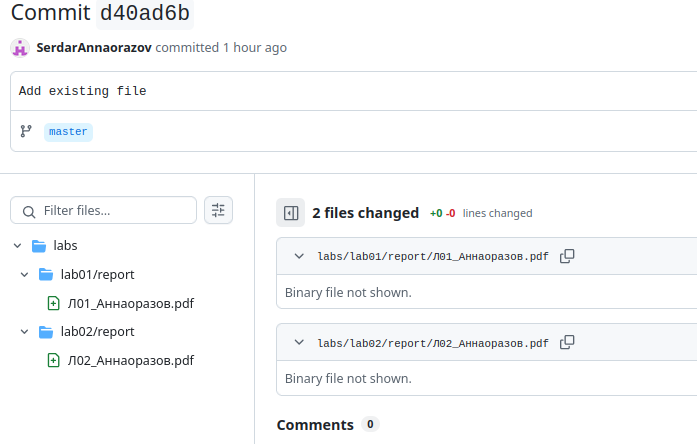 Commit d40ad6b
SerdarAnnaorazov committed 1 hour ago
Add existing file
master
Filter files...
labs
lab01/report
Л01_Аннаоразов.pdf
lab02/report
Л02_Аннаоразов.pdf
2 files changed +0 -0 lines changed
labs/lab01/report/Л01_Аннаоразов.pdf
Binary file not shown.
labs/lab02/report/Л02_Аннаоразов.pdf
Binary file not shown.
Comments 0